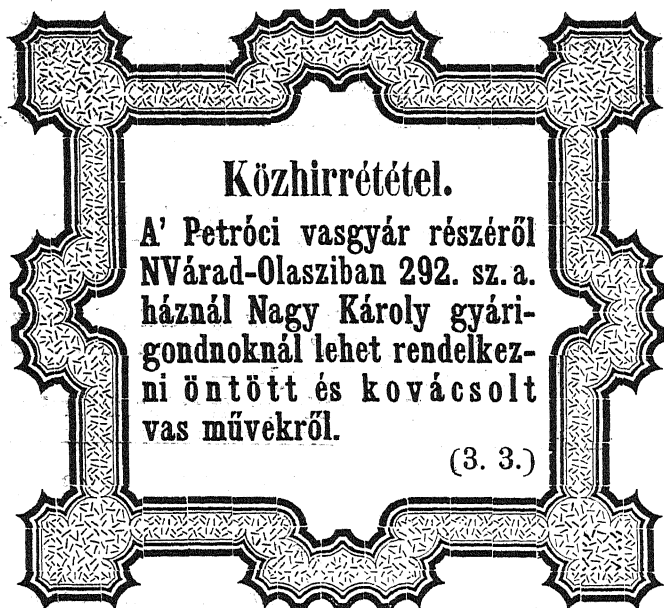 Közhirrététel.
A' Petróci vasgyár részéről
NVárad-Olasziban 292. sz. a.
háznál Nagy Károly gyári-
gondnoknál lehet rendelkez-
ni öntött és kovácsolt
vas művekről.
(3. 3.)